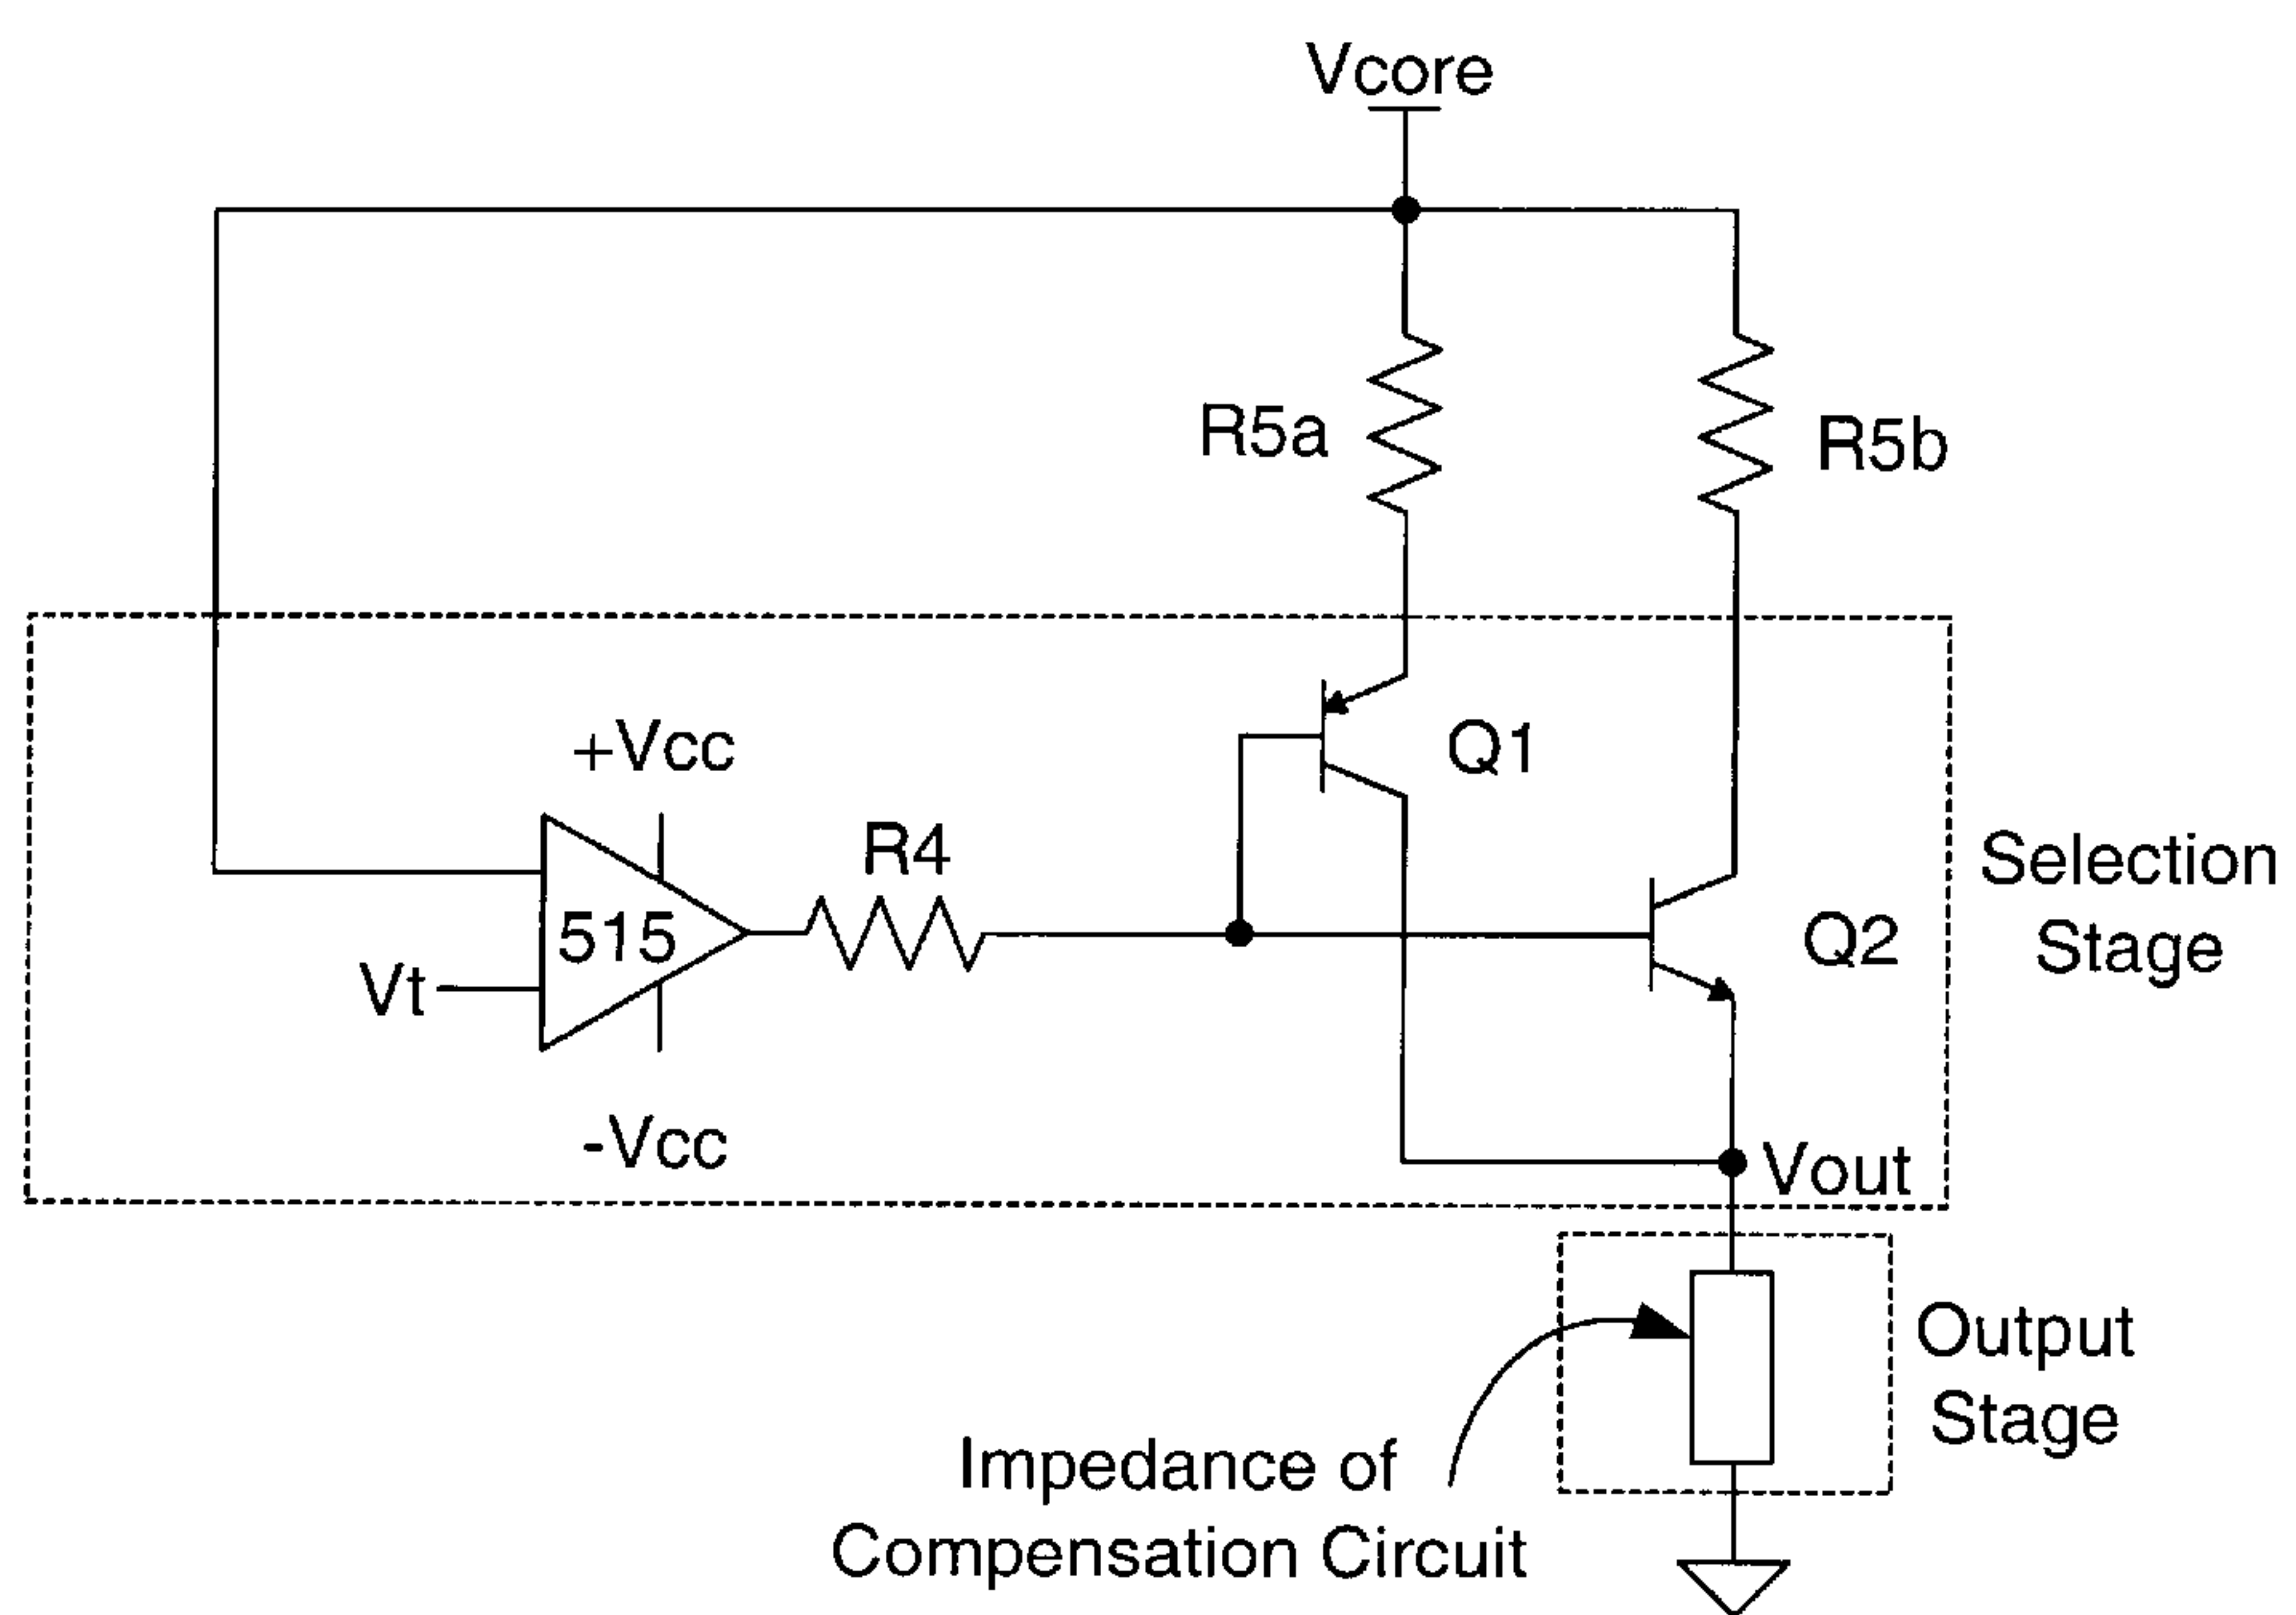 Vcore
R5a
R5b
+Vcc
Q1
R4
515
Vt
Q2
Selection
Stage
-Vcc
Vout
Output
Stage
Impedance of
Compensation Circuit